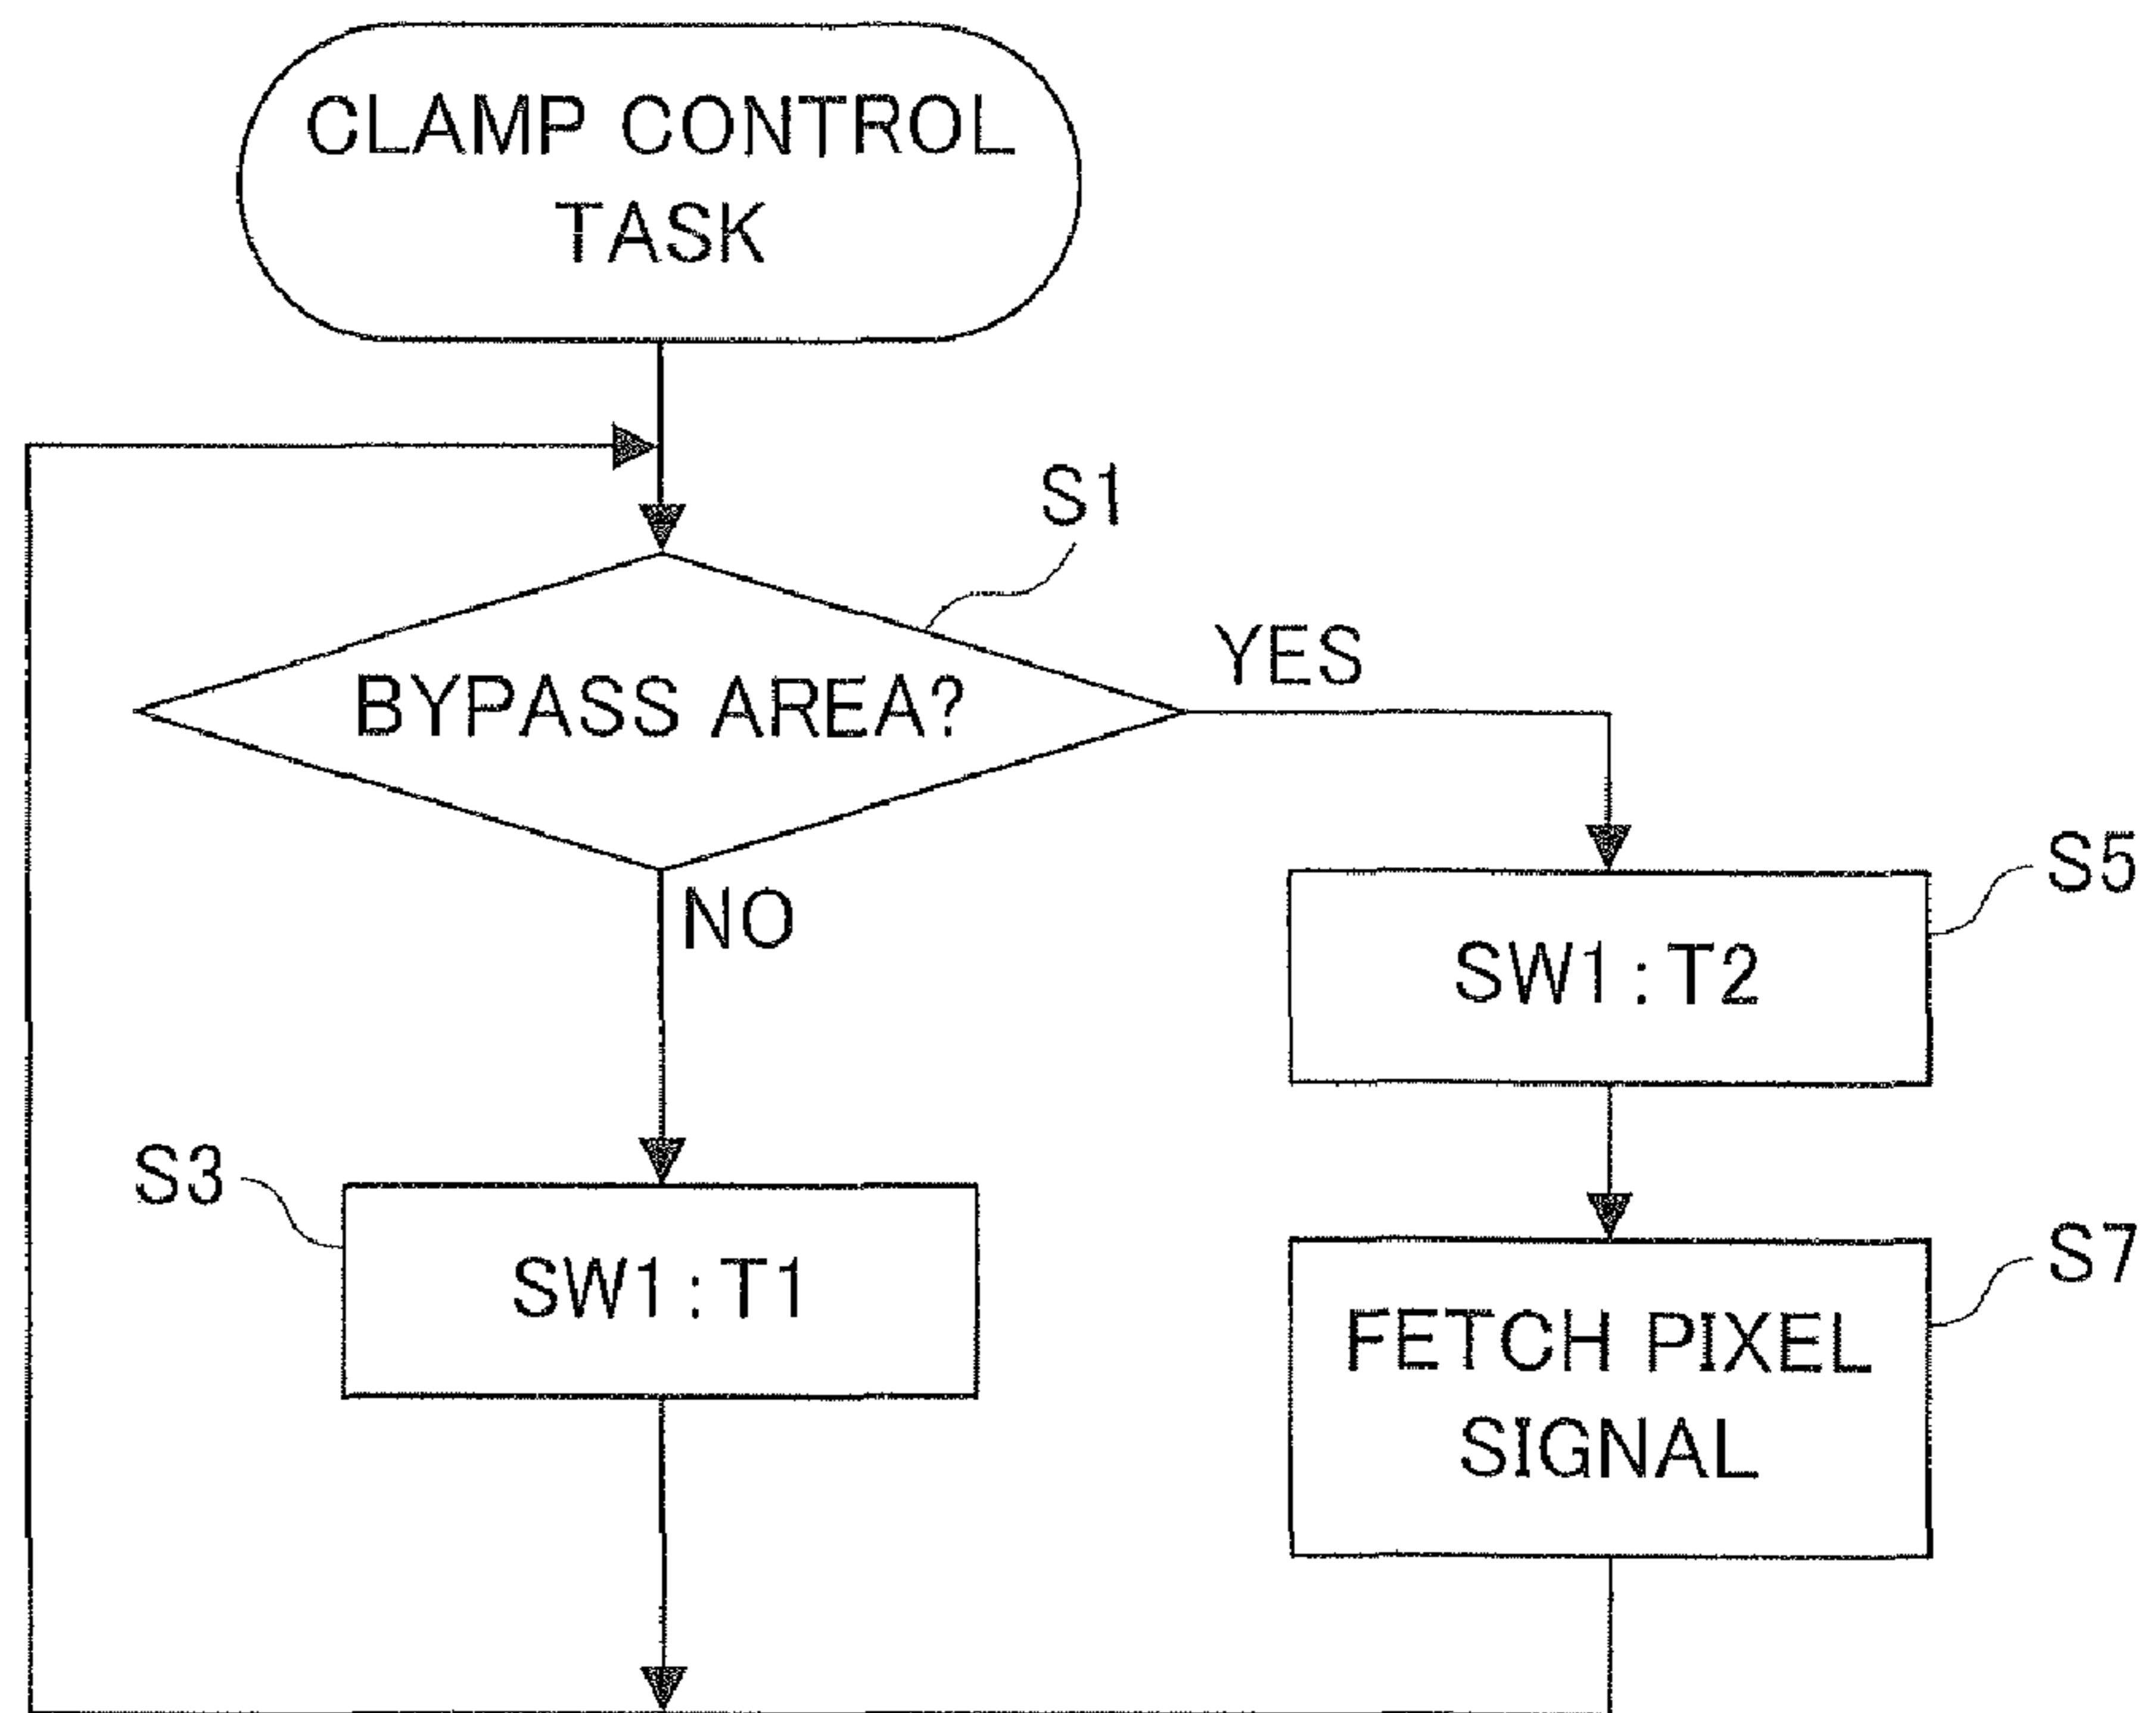 CLAMP CONTROL
TASK
S1
BYPASS AREA?
YES
NO
S5
SW1:T2
S3
SW1:T1
S7
FETCH PIXEL
SIGNAL